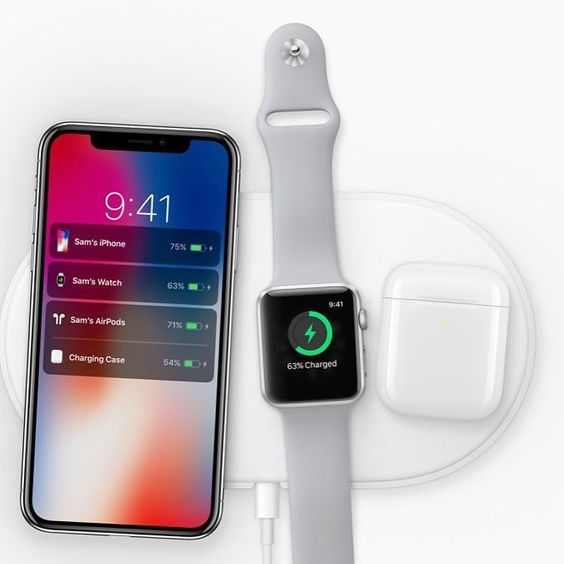 9:41
Sam's iPhone 75%
Sam's Watch 63%
Sam's AirPods 71%
Charging Case 54%
9:41
63% Charged